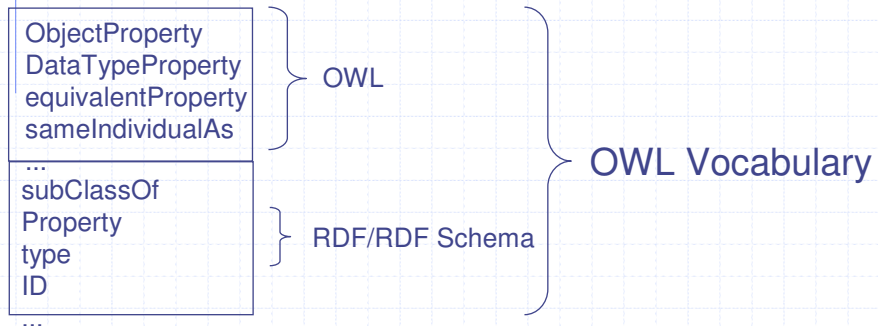 ObjectProperty
DataTypeProperty
equivalentProperty
sameIndividualAs
...
OWL
subClassOf
Property
type
ID
...
RDF/RDF Schema
OWL Vocabulary